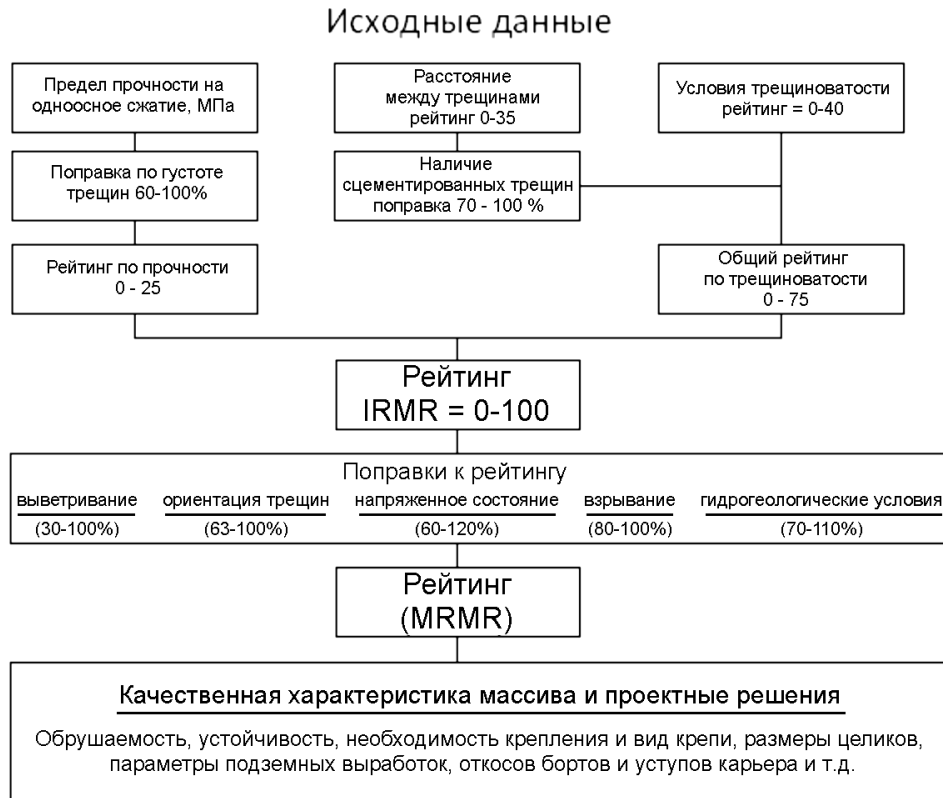 Исходные данные
Предел прочности на
одноосное сжатие, МПа
Расстояние
между трещинами
рейтинг 0-35
Условия трещиноватости
рейтинг = 0-40
Поправка по густоте
трещин 60-100%
Наличие
сцементированных трещин
поправка 70 - 100 %
Рейтинг по прочности
0 - 25
Общий рейтинг
по трещиноватости
0 - 75
Рейтинг
IRMR = 0-100
Поправки к рейтингу
выветривание
(30-100%)
ориентация трещин
(63-100%)
напряженное состояние
(60-120%)
взрывание
(80-100%)
гидрогеологические условия
(70-110%)
Рейтинг
(MRMR)
Качественная характеристика массива и проектные решения
Обрушаемость, устойчивость, необходимость крепления и вид крепи, размеры целиков,
параметры подземных выработок, откосов бортов и уступов карьера и т.д.